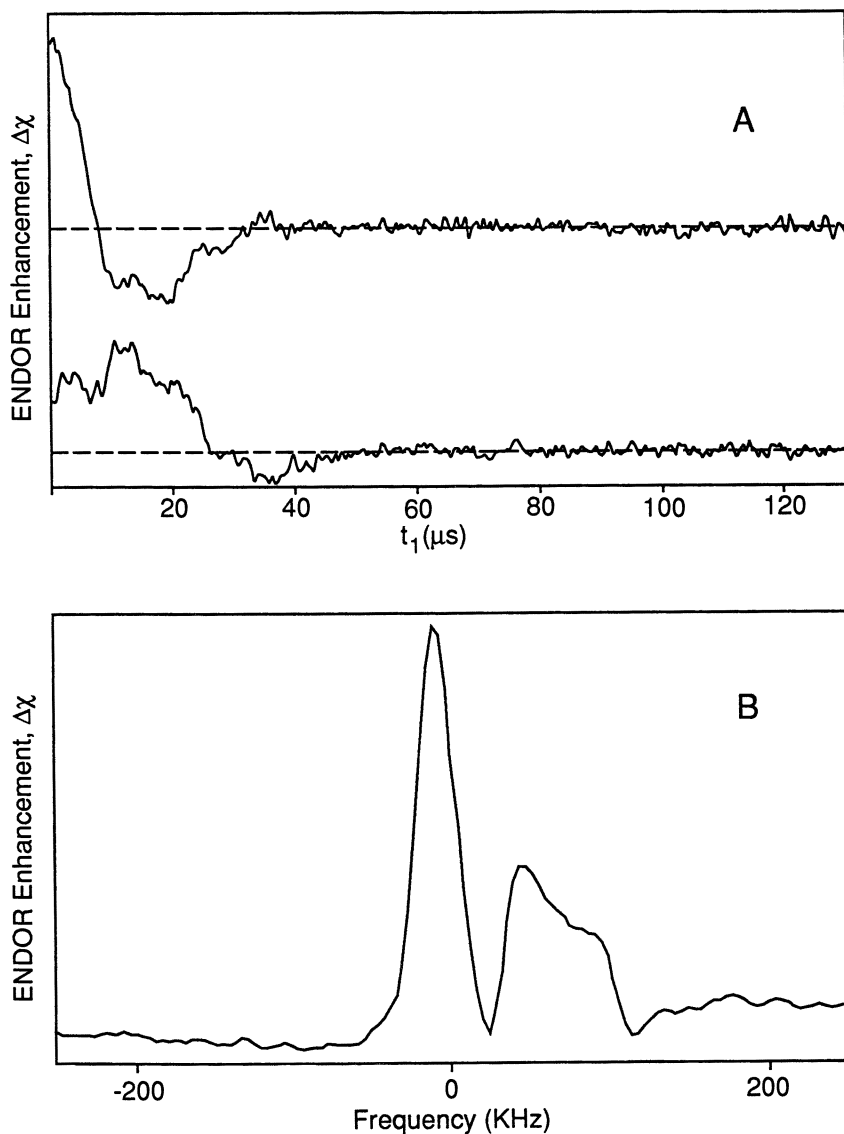 A
ENDOR Enhancement, Δχ
20
40
60
80
100
120
t₁(μs)
B
ENDOR Enhancement, Δχ
-200
0
200
Frequency (KHz)